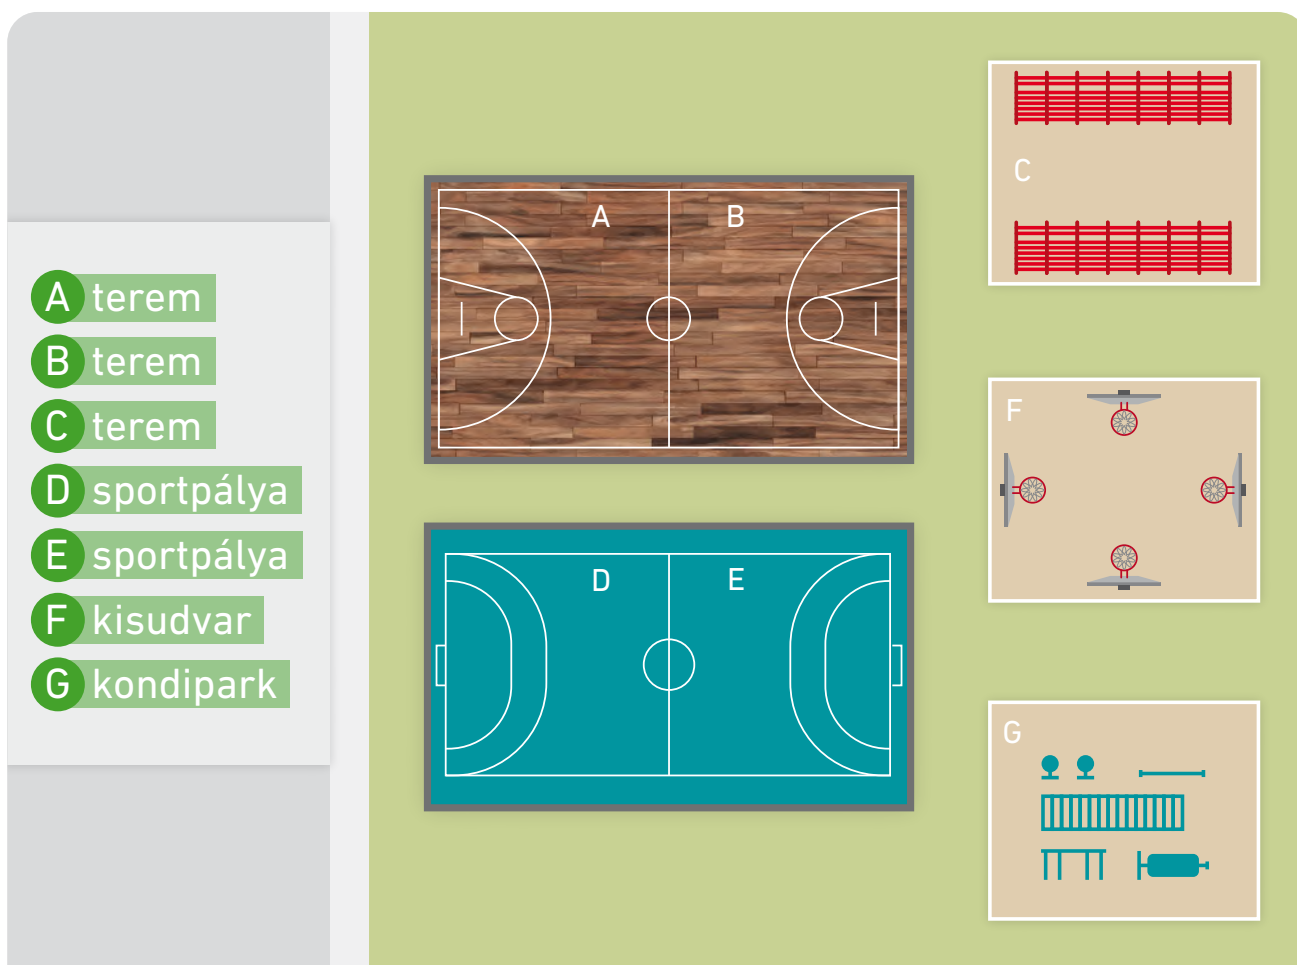 A terem
B terem
C terem
D sportpálya
E sportpálya
F kisudvar
G kondipark
A B
D E
C
F
G